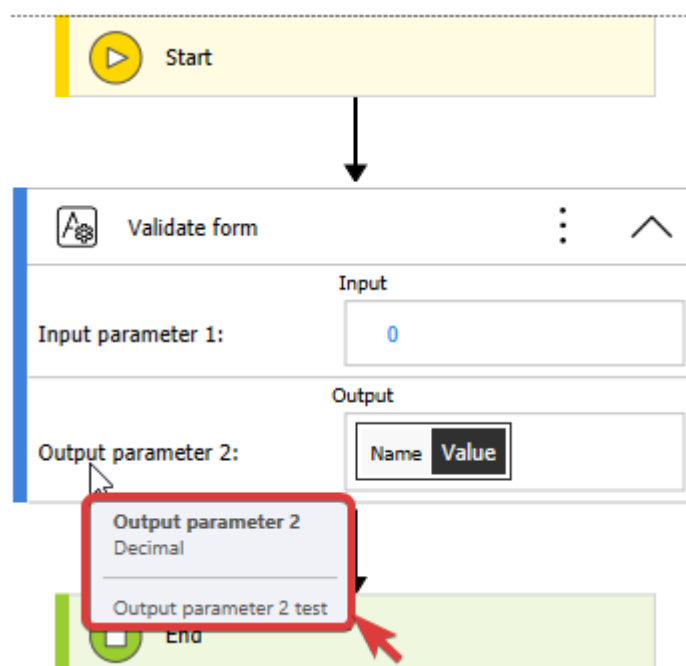 Start
Validate form
Input
Input parameter 1: 0
Output
Output parameter 2: Name Value
Output parameter 2
Decimal
Output parameter 2 test
End